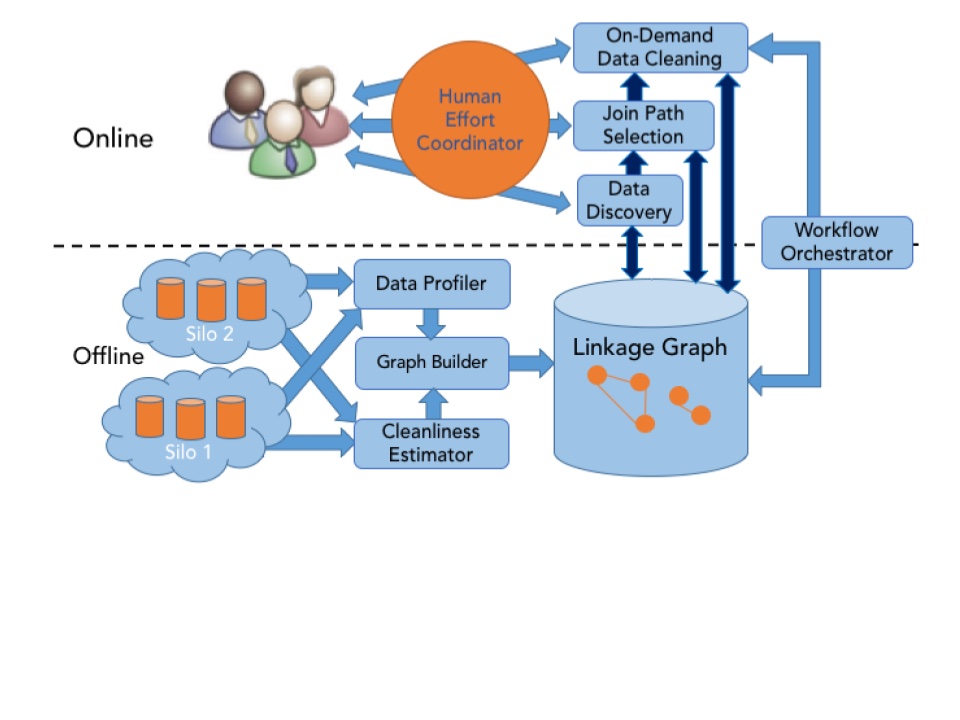 On-Demand
Data Cleaning
Human
Effort
Coordinator
Join Path
Selection
Online
Data
Discovery
Workflow
Orchestrator
Data Profiler
Silo 2
Linkage Graph
Offline
Graph Builder
Cleanliness
Estimator
Silo 1